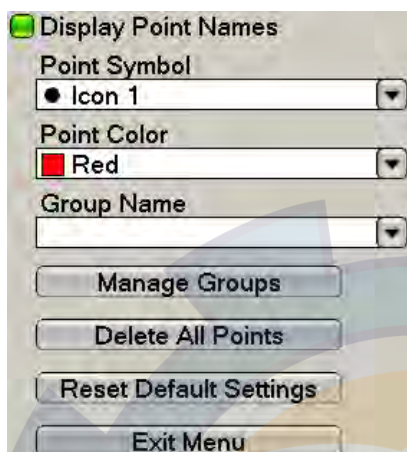 Display Point Names
Point Symbol
Icon 1
Point Color
Red
Group Name
Manage Groups
Delete All Points
Reset Default Settings
Exit Menu